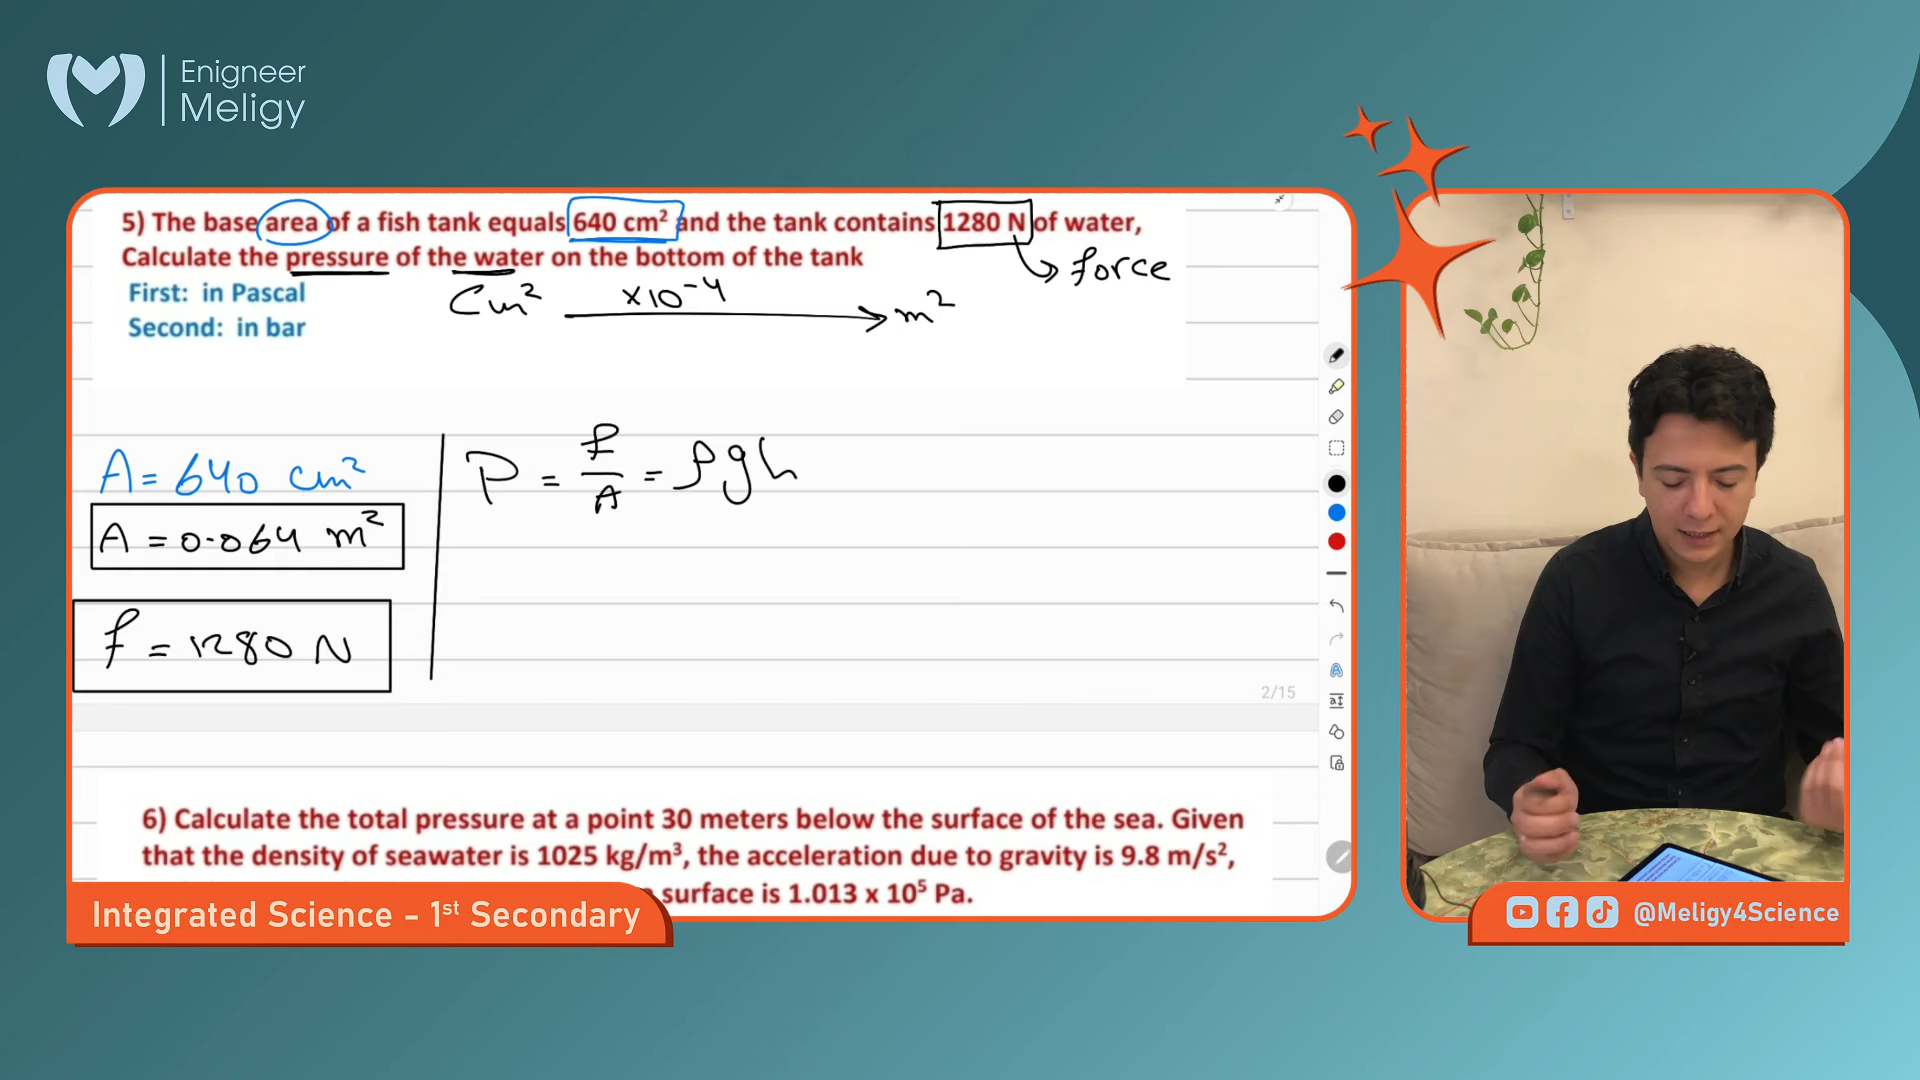 Enigneer
Meligy
5) The base area of a fish tank equals 640 cm² and the tank contains 1280 N of water,
Calculate the pressure of the water on the bottom of the tank
force
First: in Pascal
Cm² ×10⁻⁴ m²
Second: in bar
A = 640 cm²
A = 0.064 m²
f = 1280 N
P = f/A = ρgh
2/15
6) Calculate the total pressure at a point 30 meters below the surface of the sea. Given
that the density of seawater is 1025 kg/m³, the acceleration due to gravity is 9.8 m/s²,
surface is 1.013 x 10⁵ Pa.
Integrated Science - 1st Secondary
@Meligy4Science